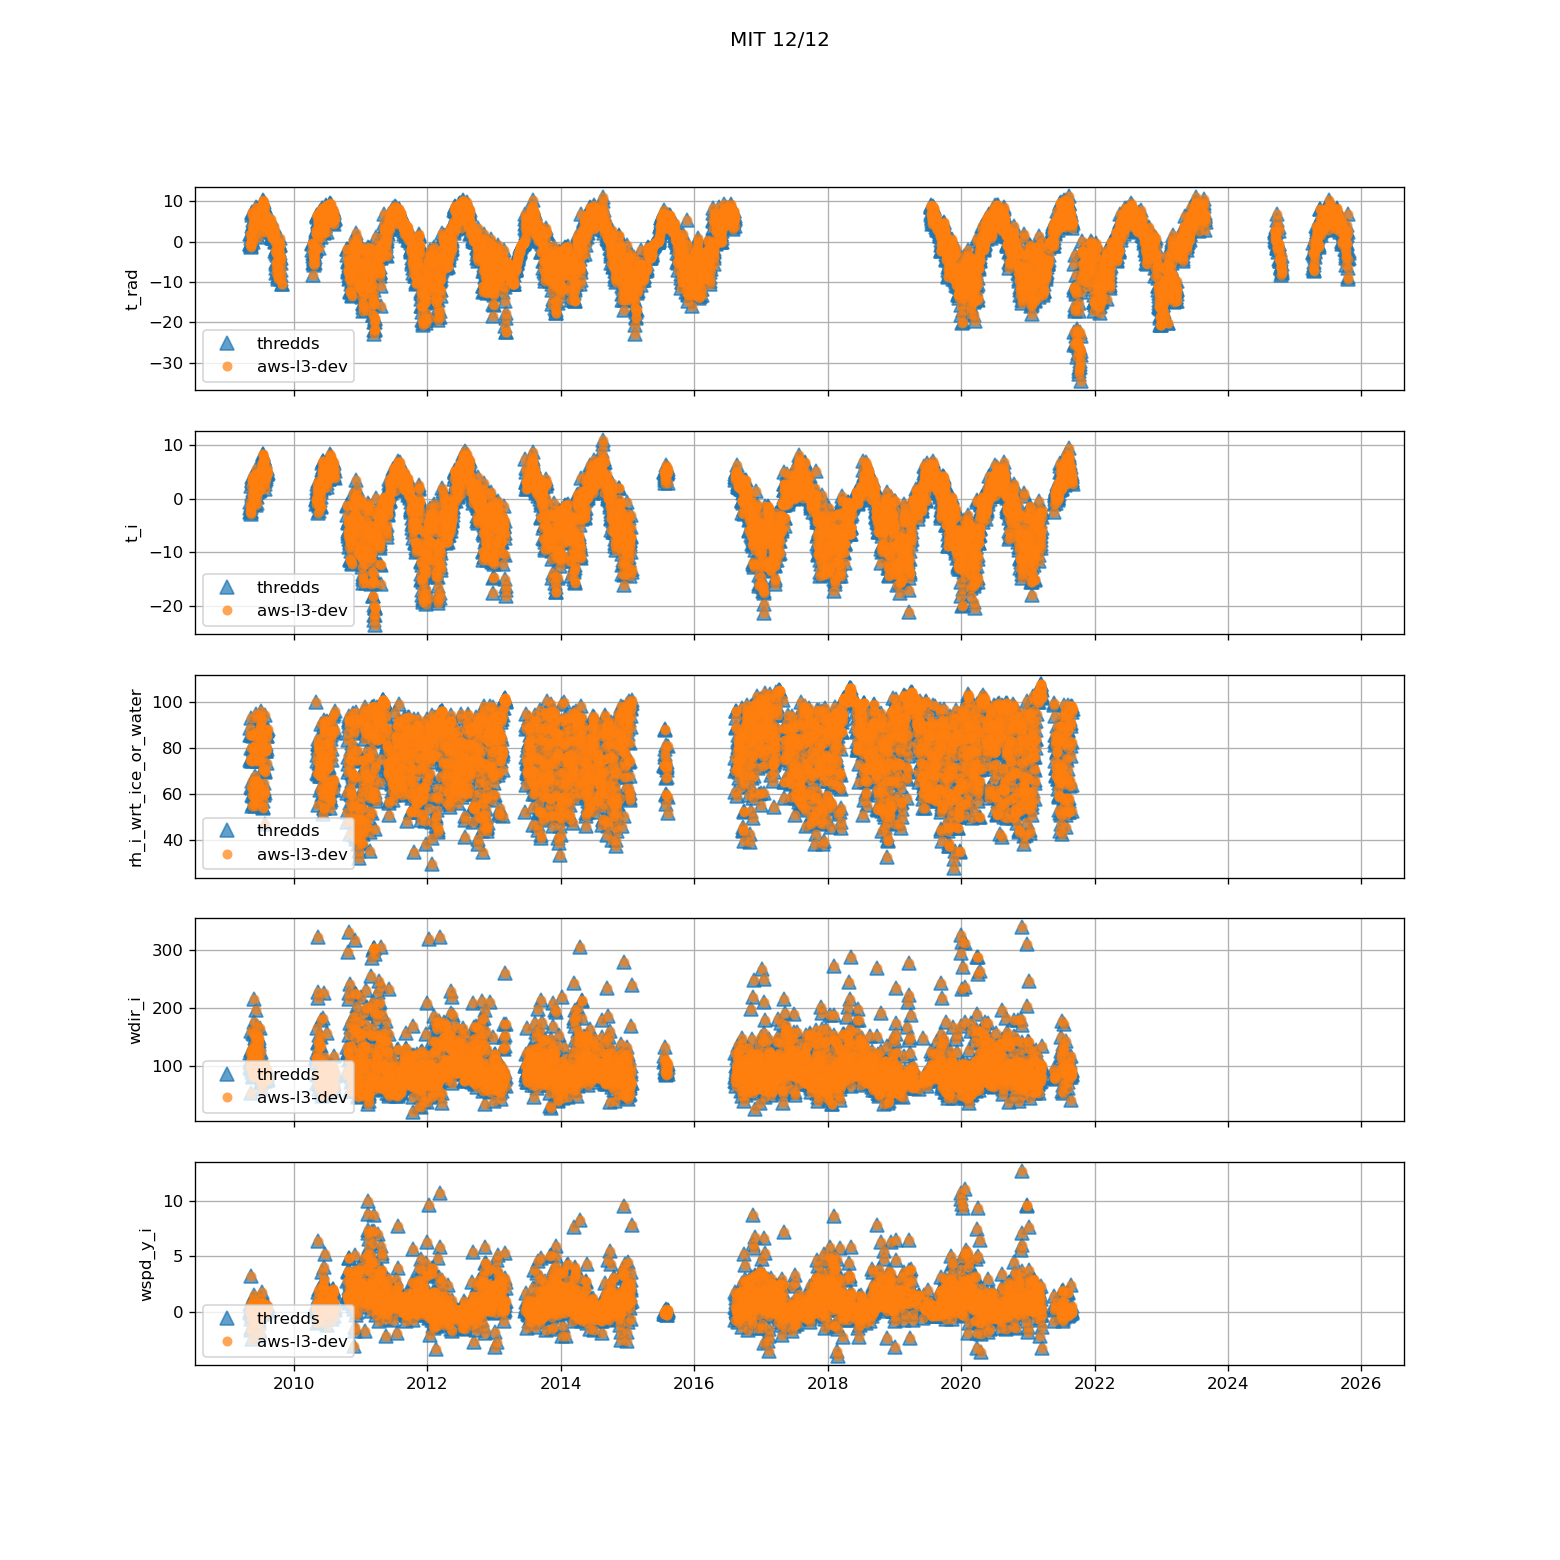 MIT 12/12
10
0
−10
−20
−30
t_rad
thredds
aws-l3-dev
10
0
−10
−20
t_i
thredds
aws-l3-dev
100
80
60
40
rh_i_wrt_ice_or_water
thredds
aws-l3-dev
300
200
100
wdir_i
thredds
aws-l3-dev
10
5
0
wspd_y_i
thredds
aws-l3-dev
2010 2012 2014 2016 2018 2020 2022 2024 2026